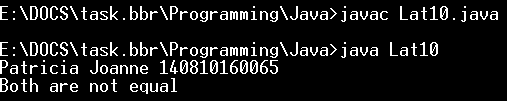 E:\DOCS\task.bbr\Programming\Java>javac Lat10.java
E:\DOCS\task.bbr\Programming\Java>java Lat10
Patricia Joanne 140810160065
Both are not equal